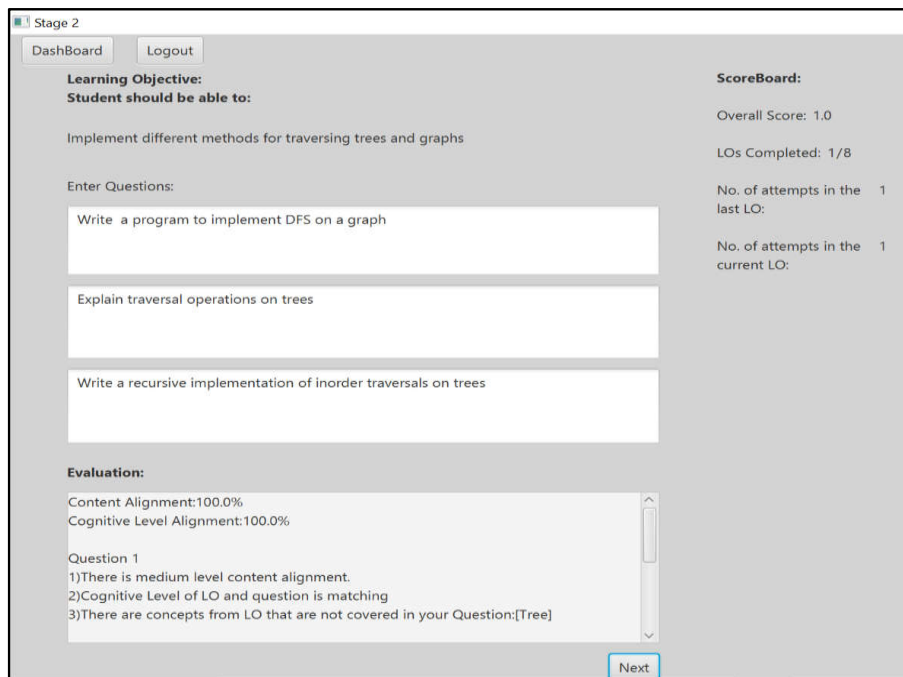 Stage 2
DashBoard
Logout
Learning Objective:
Student should be able to:
Implement different methods for traversing trees and graphs
Enter Questions:
Write  a program to implement DFS on a graph
Explain traversal operations on trees
Write a recursive implementation of inorder traversals on trees
Evaluation:
Content Alignment:100.0%
Cognitive Level Alignment:100.0%
Question 1
1)There is medium level content alignment.
2)Cognitive Level of LO and question is matching
3)There are concepts from LO that are not covered in your Question:[Tree]
Next
ScoreBoard:
Overall Score: 1.0
LOs Completed: 1/8
No. of attempts in the 1
last LO:
No. of attempts in the 1
current LO: